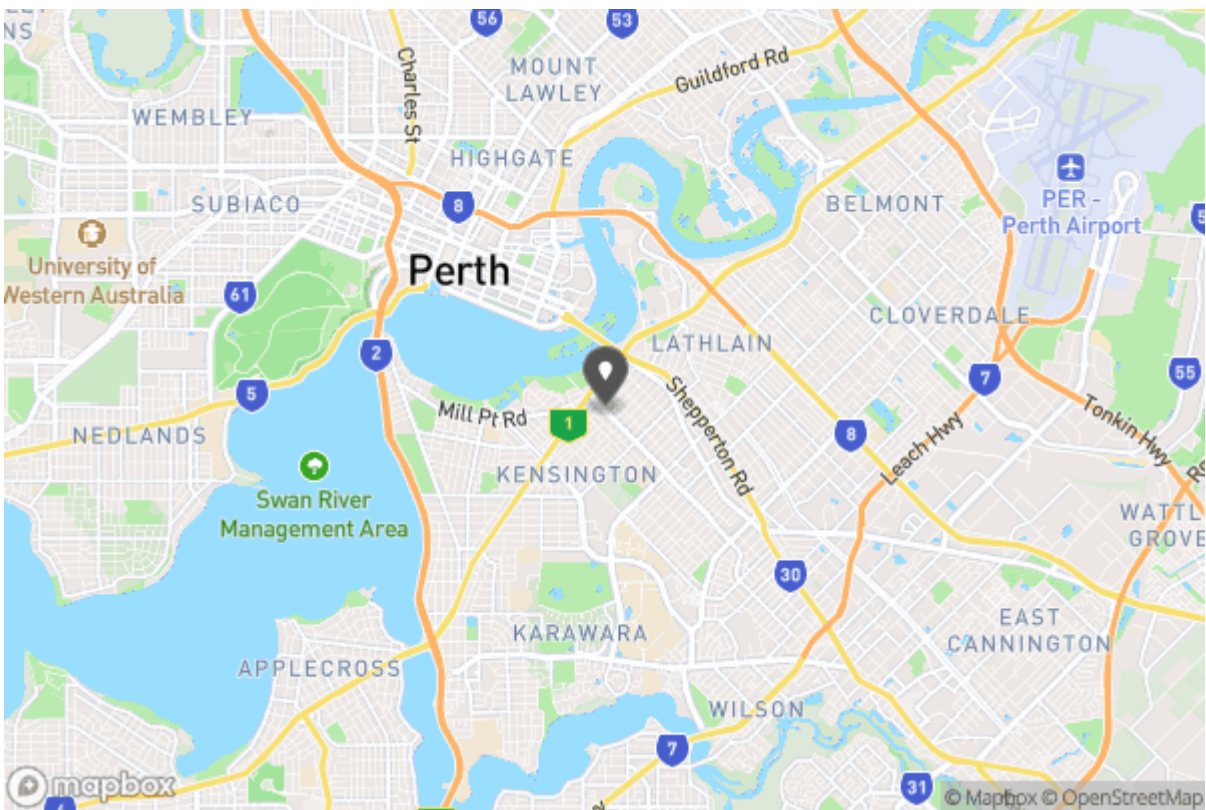 56
53
NS
Charles St
MOUNT
LAWLEY
Guildford Rd
WEMBLEY
HIGHGATE
SUBIACO
8
BELMONT
PER -
Perth Airport
University of
Western Australia
Perth
61
CLOVERDALE
2
LATHLAIN
5
7
55
Mill Pt Rd
1
Shepperton Rd
Tonkin Hwy
NEDLANDS
8
Leach Hwy
KENSINGTON
Swan River
Management Area
WATTL
GROVE
30
KARAWARA
EAST
CANNINGTON
APPLECROSS
WILSON
7
31
mapbox
© Mapbox © OpenStreetMap